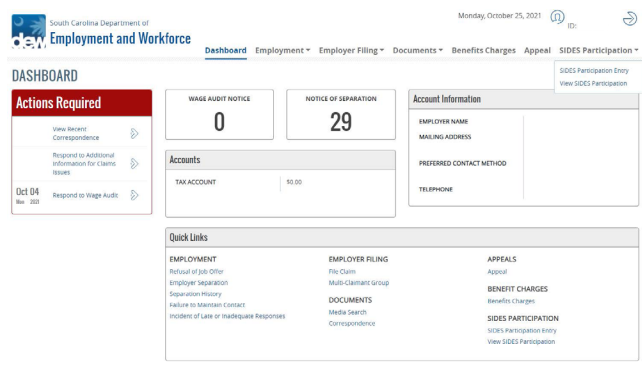 South Carolina Department of
dew Employment and Workforce
Monday, October 25, 2021
ID:
Dashboard Employment Employer Filing Documents Benefits Charges Appeal SIDES Participation
SIDES Participation Entry
View SIDES Participation
DASHBOARD
Actions Required
View Recent
Correspondence
Respond to Additional
Information for Claims
Issues
Oct 04
Mon 2021
Respond to Wage Audit
WAGE AUDIT NOTICE
0
NOTICE OF SEPARATION
29
Accounts
TAX ACCOUNT $0.00
Account Information
EMPLOYER NAME
MAILING ADDRESS
PREFERRED CONTACT METHOD
TELEPHONE
Quick Links
EMPLOYMENT
Refusal of Job Offer
Employer Separation
Separation History
Failure to Maintain Contact
Incident of Late or Inadequate Responses
EMPLOYER FILING
File Claim
Multi-Claimant Group
DOCUMENTS
Media Search
Correspondence
APPEALS
Appeal
BENEFIT CHARGES
Benefits Charges
SIDES PARTICIPATION
SIDES Participation Entry
View SIDES Participation